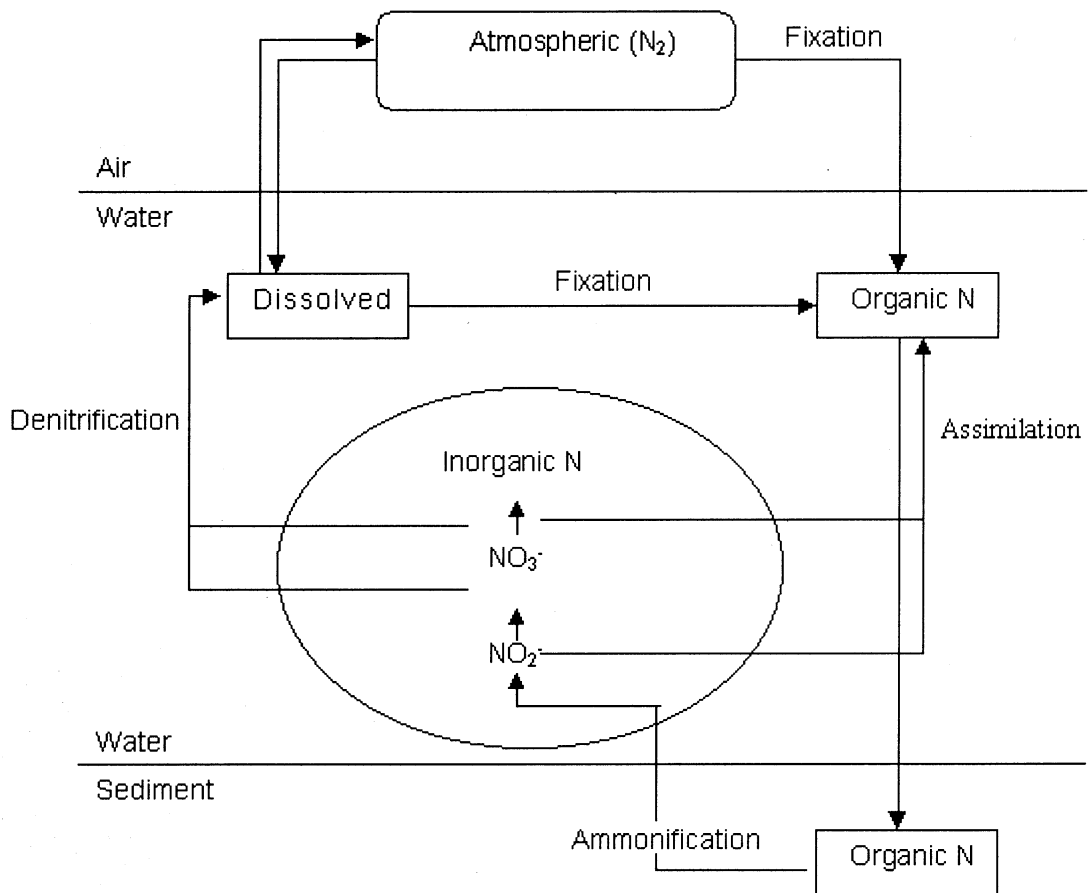 Atmospheric (N₂)
Fixation
Air
Water
Dissolved
Fixation
Organic N
Denitrification
Assimilation
Inorganic N
NO₃⁻
NO₂⁻
Water
Sediment
Ammonification
Organic N